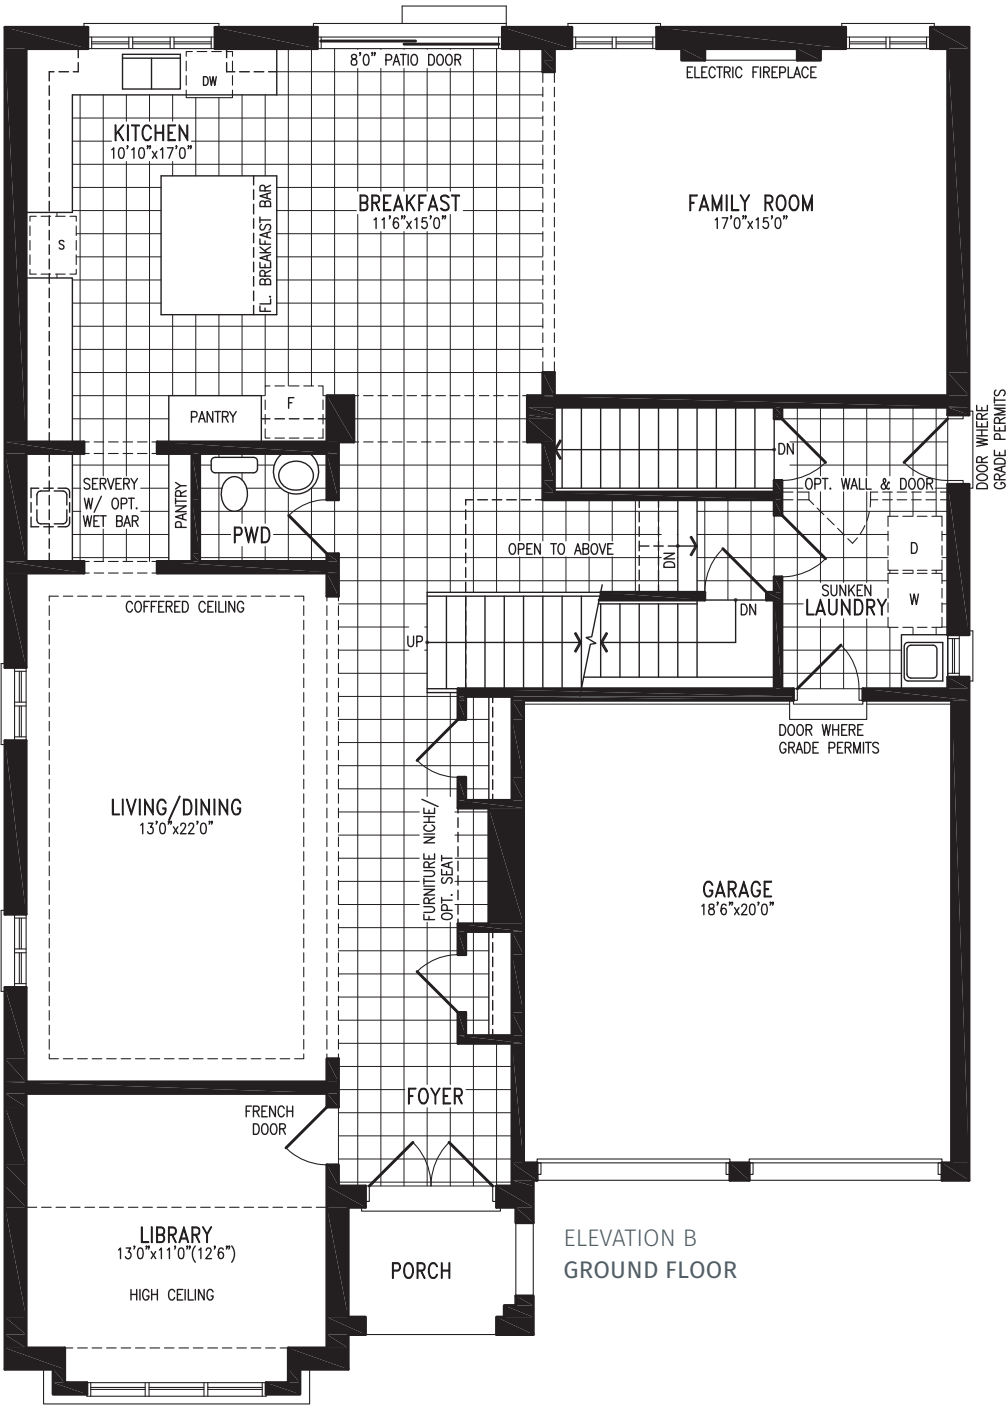 8'0" PATIO DOOR
DW
ELECTRIC FIREPLACE
KITCHEN
10'10"x17'0"
S
FL. BREAKFAST BAR
BREAKFAST
11'6"x15'0"
FAMILY ROOM
17'0"x15'0"
PANTRY
F
DN
DOOR WHERE
GRADE PERMITS
OPT. WALL & DOOR
SERVERY
W/ OPT.
WET BAR
PANTRY
PWD
OPEN TO ABOVE
DN
D
SUNKEN
LAUNDRY
W
DN
UP
COFFERED CEILING
DOOR WHERE
GRADE PERMITS
LIVING/DINING
13'0"x22'0"
FURNITURE NICHE/
OPT. SEAT
GARAGE
18'6"x20'0"
FOYER
FRENCH
DOOR
LIBRARY
13'0"x11'0"(12'6")
HIGH CEILING
PORCH
ELEVATION B
GROUND FLOOR